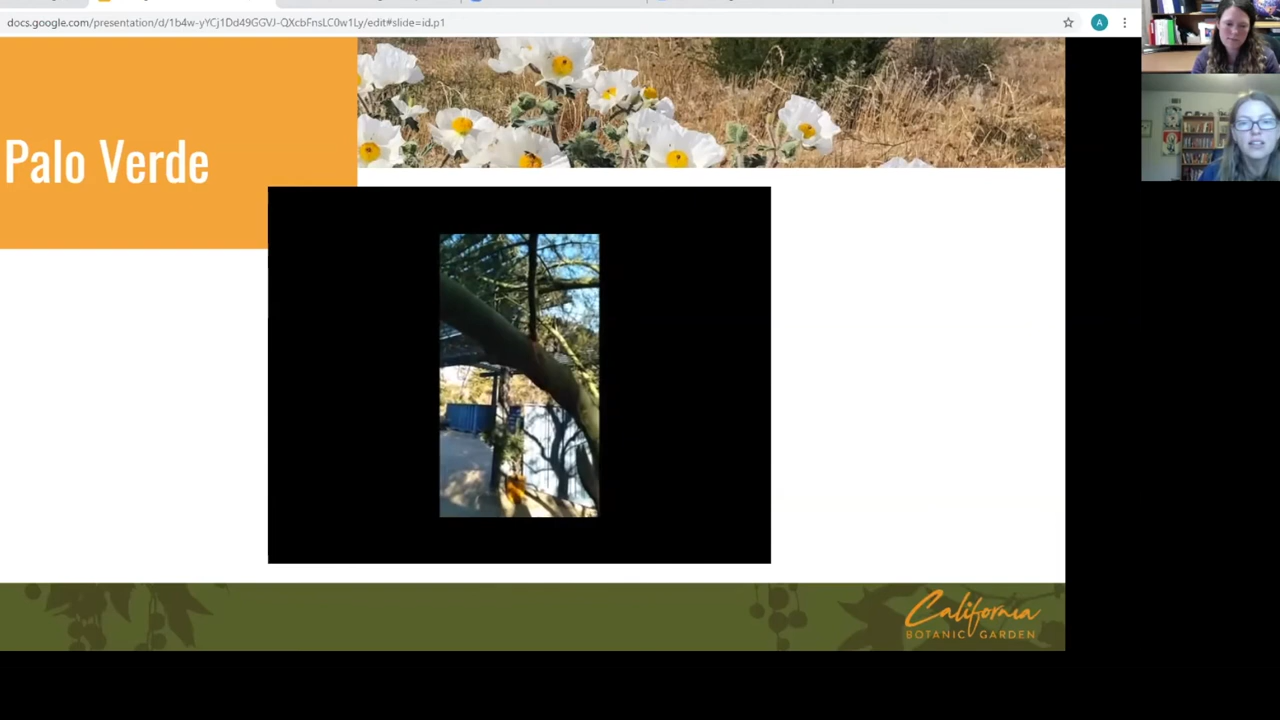 docs.google.com/presentation/d/1b4w-yYCj1Dd49GGVJ-QXcbFnsLC0w1Ly/edit#slide=id.p1
A
Palo Verde
California
BOTANIC GARDEN